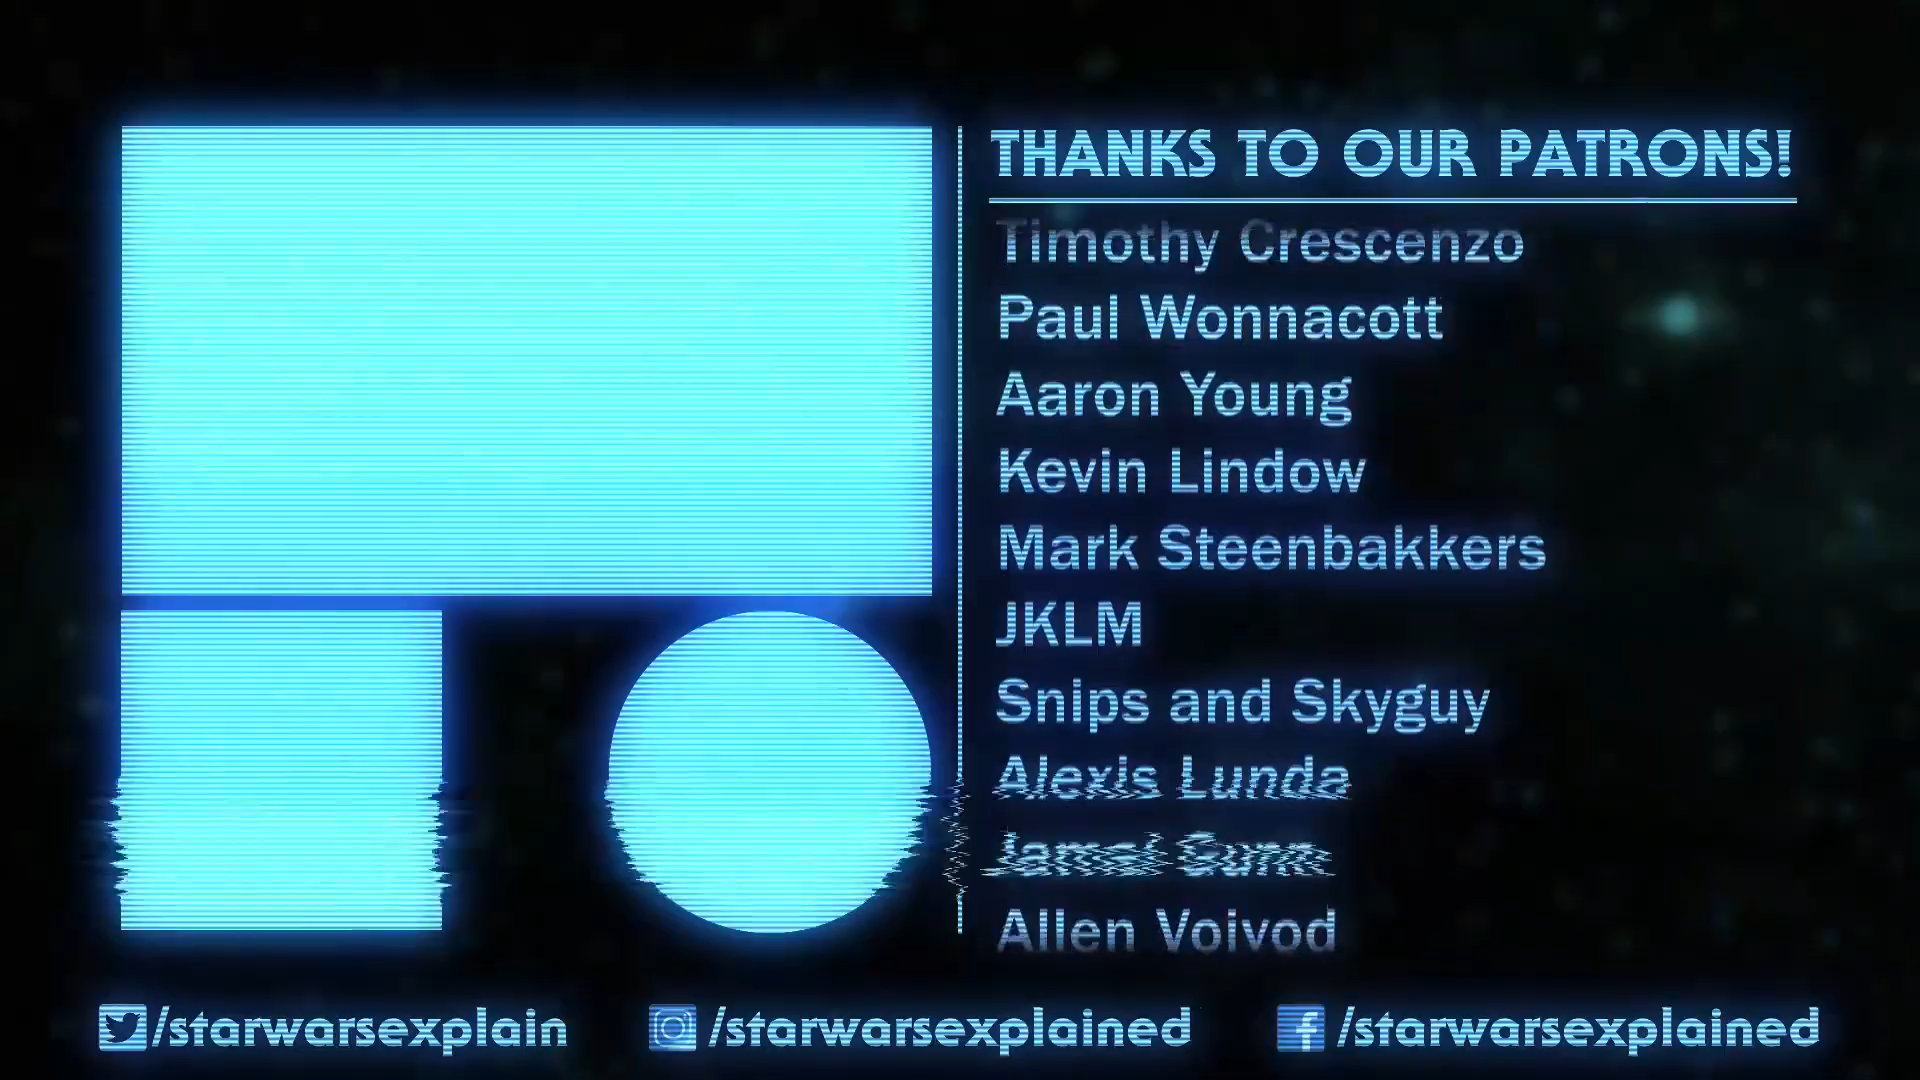 THANKS TO OUR PATRONS!
Timothy Crescenzo
Paul Wonnacott
Aaron Young
Kevin Lindow
Mark Steenbakkers
JKLM
Snips and Skyguy
Alexis Lunda
Gunn
Allen Voivod
/starwarsexplain
/starwarsexplained
/starwarsexplained